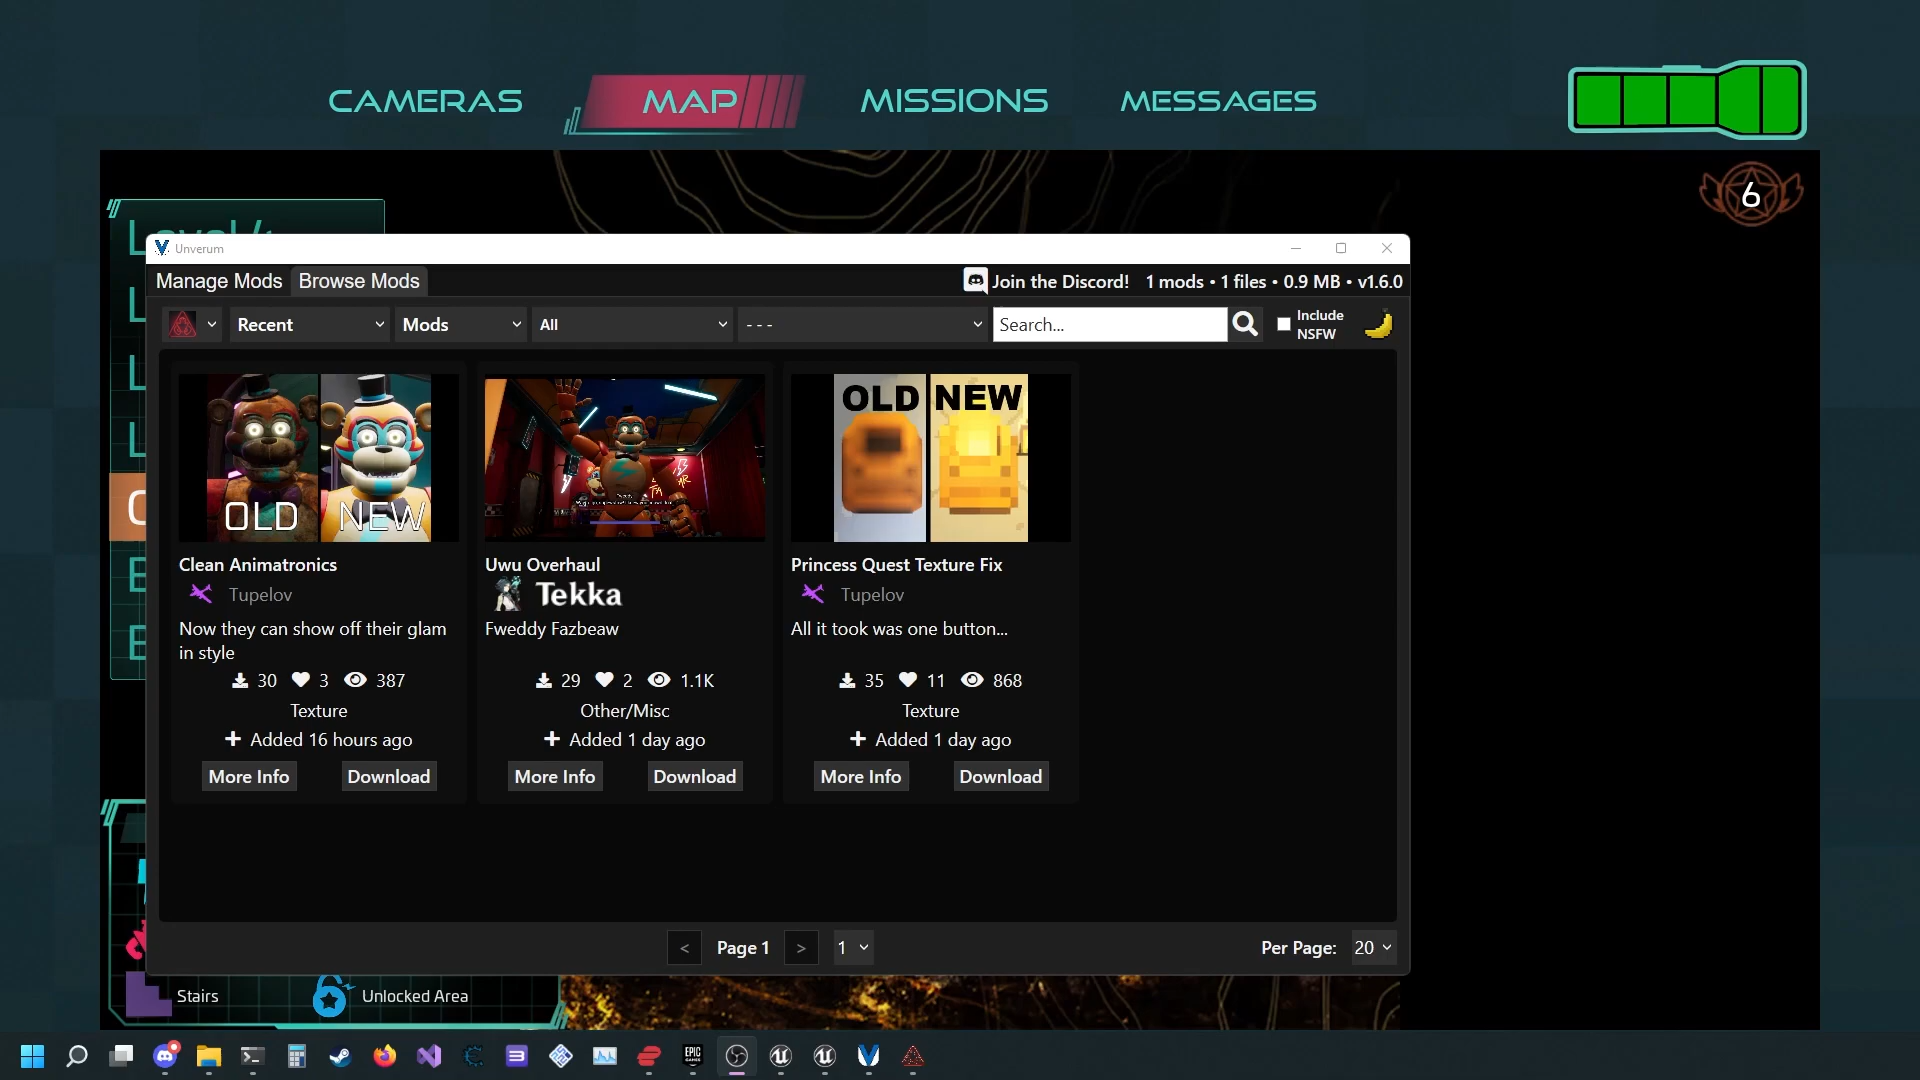 CAMERAS
MAP
MISSIONS
MESSAGES
6
Unverum
Manage Mods
Browse Mods
Join the Discord!
1 mods • 1 files • 0.9 MB • v1.6.0
Recent
Mods
All
- - -
Search...
Include
NSFW
OLD
NEW
Clean Animatronics
Tupelov
Now they can show off their glam
in style
30
3
387
Texture
Added 16 hours ago
More Info
Download
Uwu Overhaul
Tekka
Fweddy Fazbeaw
29
2
1.1K
Other/Misc
Added 1 day ago
More Info
Download
OLD
NEW
Princess Quest Texture Fix
Tupelov
All it took was one button...
35
11
868
Texture
Added 1 day ago
More Info
Download
<
Page 1
>
1
Per Page:
20
Stairs
Unlocked Area
EPIC
GAMES